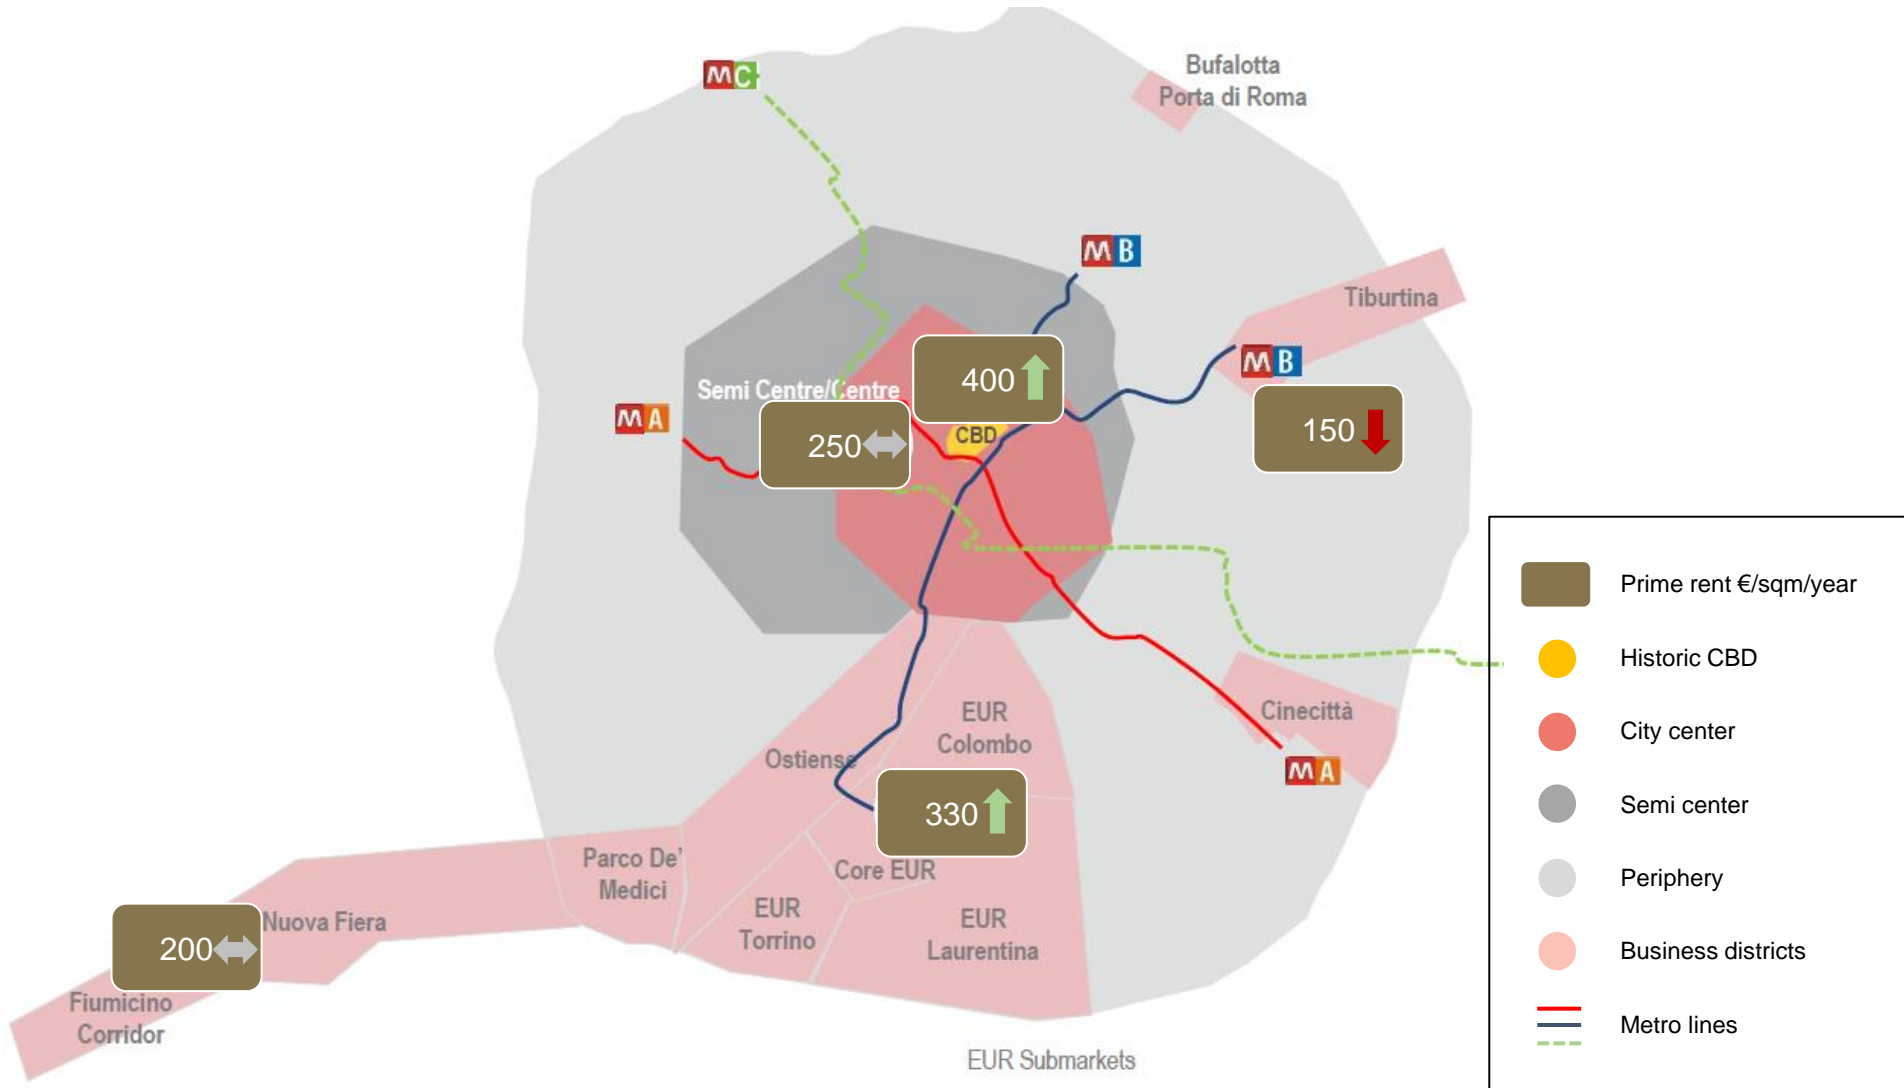 Bufalotta
Porta di Roma
MC
MB
Tiburtina
MB
400
Semi Centre/Centre
MA
250
CBD
150
Prime rent €/sqm/year
Historic CBD
City center
Semi center
Periphery
Business districts
Metro lines
Cinecittà
MA
EUR
Colombo
Ostiense
330
Core EUR
Parco De'
Medici
EUR
Torrino
EUR
Laurentina
Nuova Fiera
200
Fiumicino
Corridor
EUR Submarkets